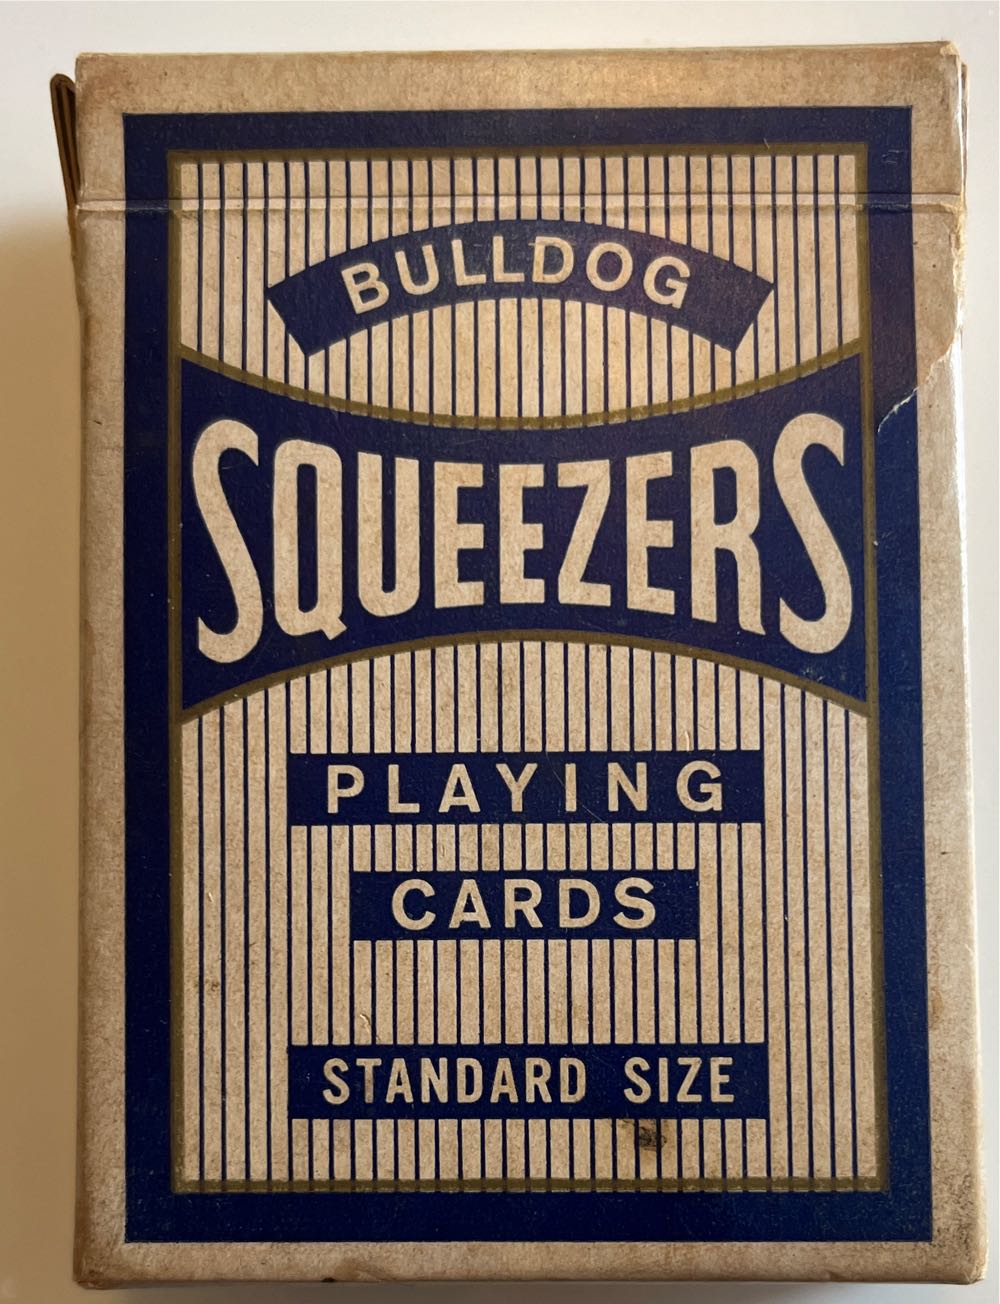 BULLDOG
SQUEEZERS
PLAYING
CARDS
STANDARD SIZE